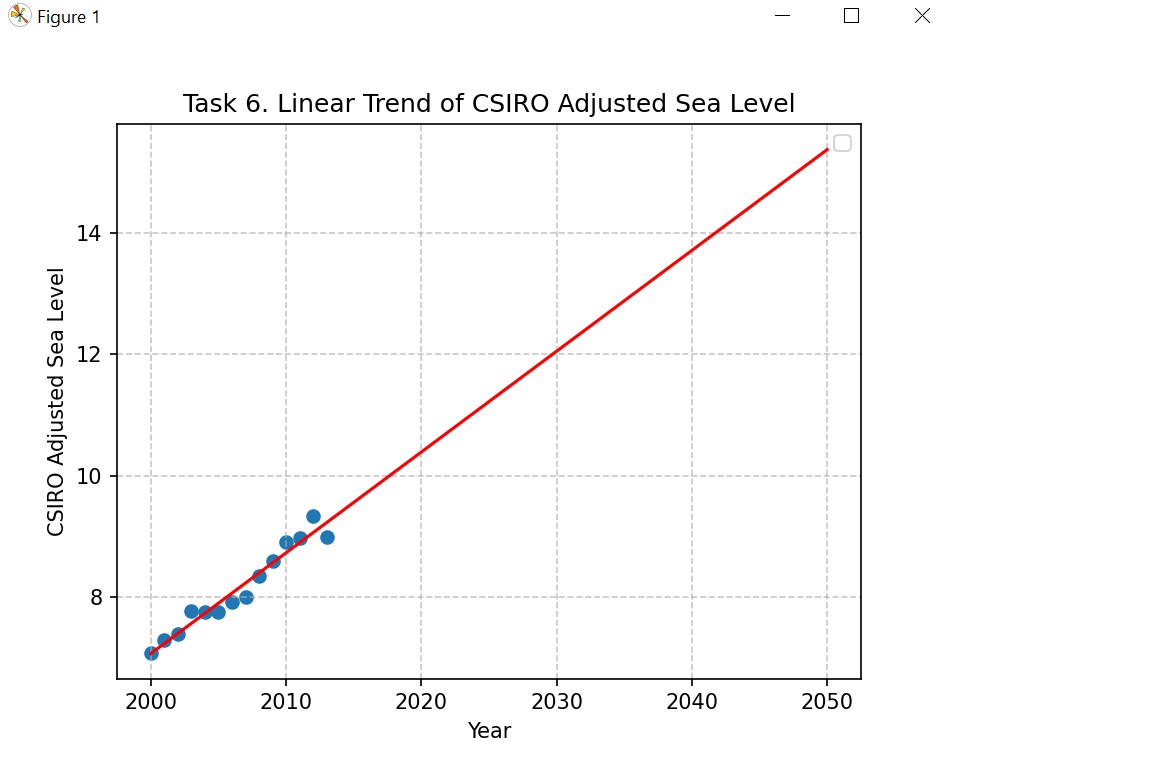 Figure 1
Task 6. Linear Trend of CSIRO Adjusted Sea Level
CSIRO Adjusted Sea Level
14
12
10
8
2000 2010 2020 2030 2040 2050
Year